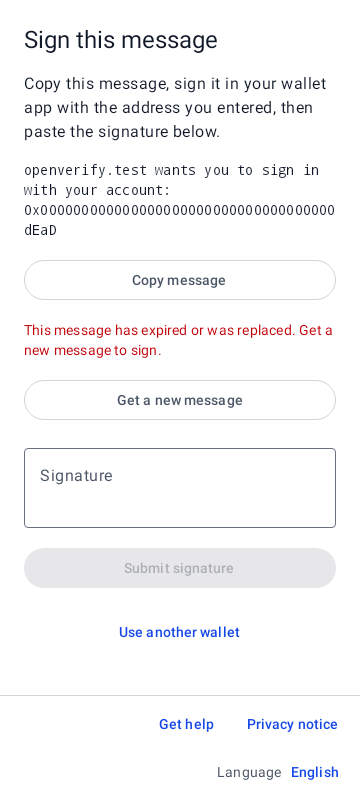 Sign this message
Copy this message, sign it in your wallet
app with the address you entered, then
paste the signature below.
openverify.test wants you to sign in
with your account:
0x00000000000000000000000000000000000
dEaD
Copy message
This message has expired or was replaced. Get a
new message to sign.
Get a new message
Signature
Submit signature
Use another wallet
Get help
Privacy notice
Language English